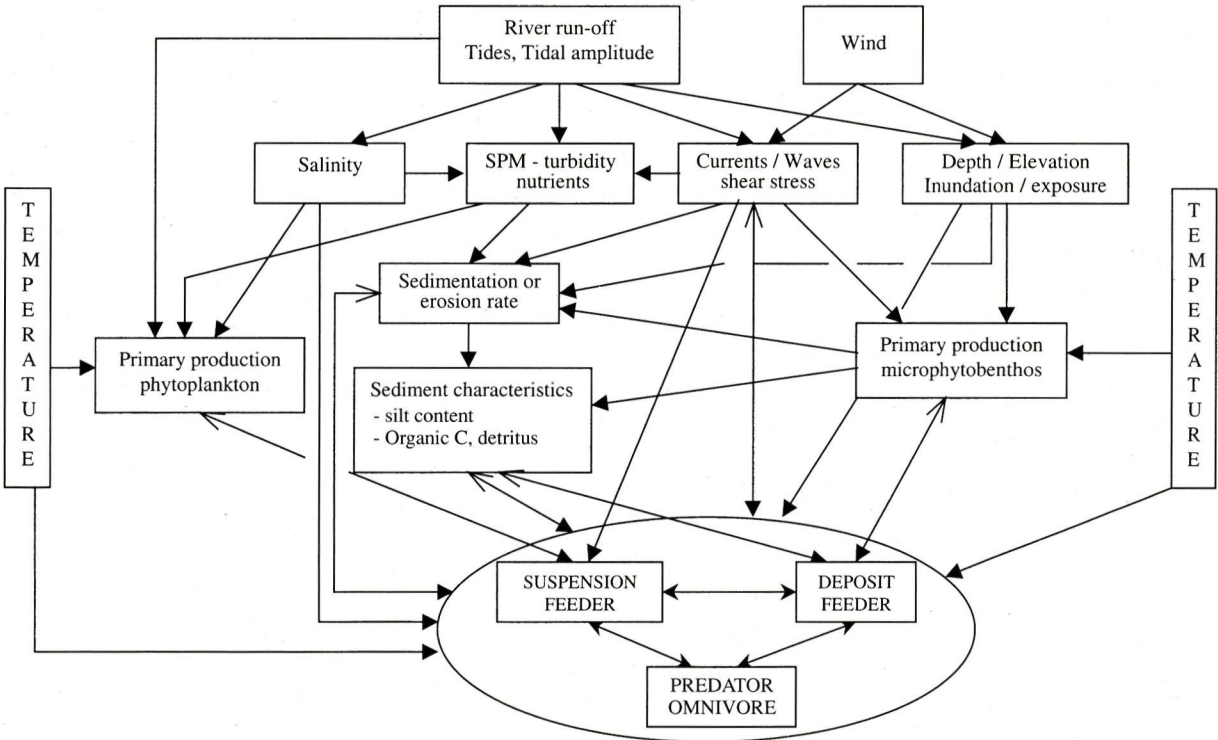 River run-off
Tides, Tidal amplitude
Wind
Salinity
SPM - turbidity
nutrients
Currents / Waves
shear stress
Depth / Elevation
Inundation / exposure
T
E
M
P
E
R
A
T
U
R
E
T
E
M
P
E
R
A
T
U
R
E
Sedimentation or
erosion rate
Primary production
phytoplankton
Primary production
microphytobenthos
Sediment characteristics
- silt content
- Organic C, detritus
SUSPENSION
FEEDER
DEPOSIT
FEEDER
PREDATOR
OMNIVORE